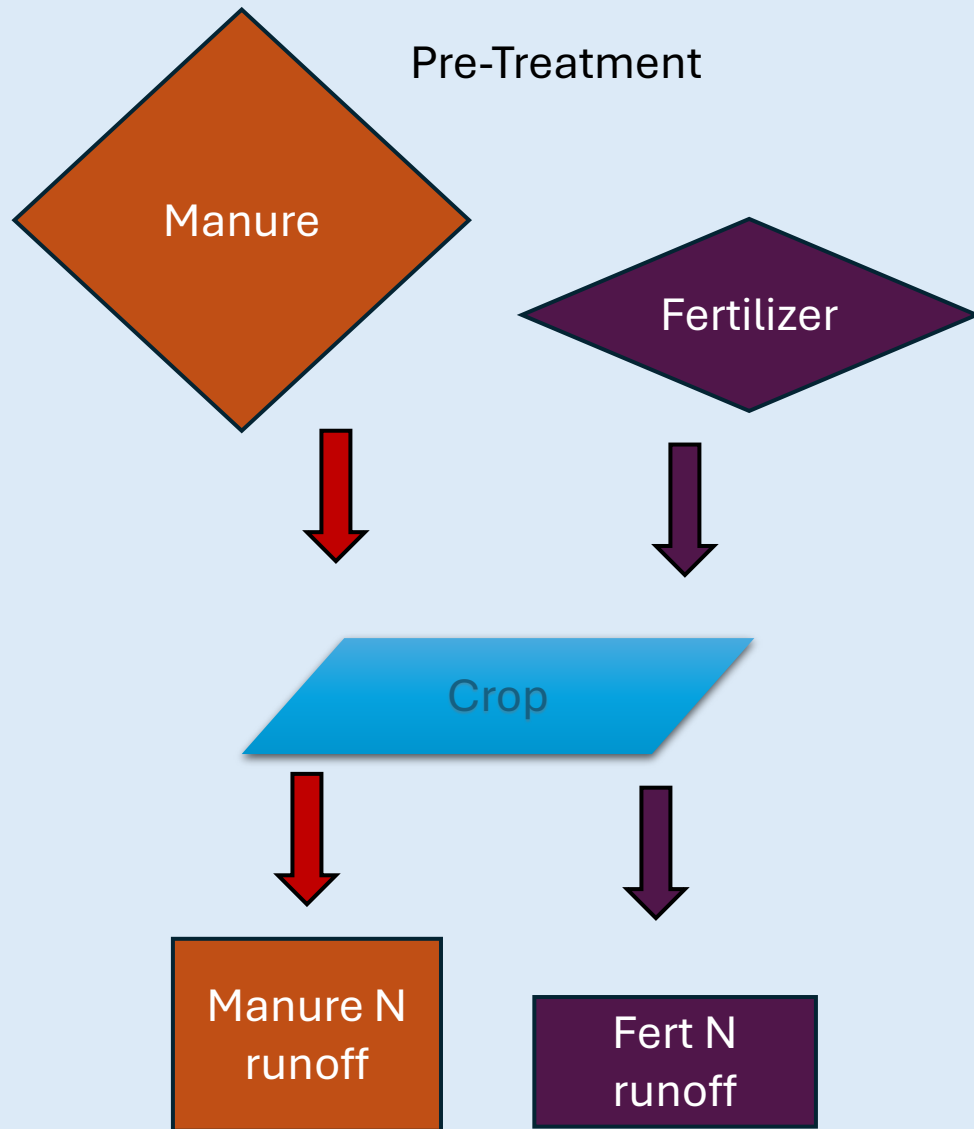 Pre-Treatment
Manure
Fertilizer
Crop
Manure N
runoff
Fert N
runoff